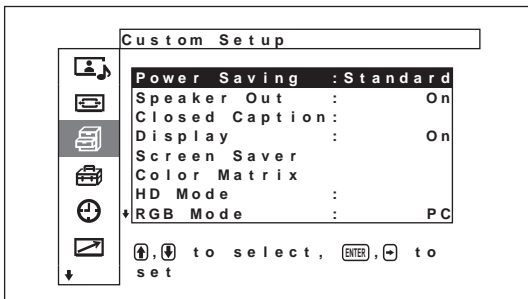 Custom Setup
Power Saving :Standard
Speaker Out : On
Closed Caption:
Display : On
Screen Saver
Color Matrix
HD Mode :
RGB Mode : PC
↑,↓ to select, ENTER,→ to
set